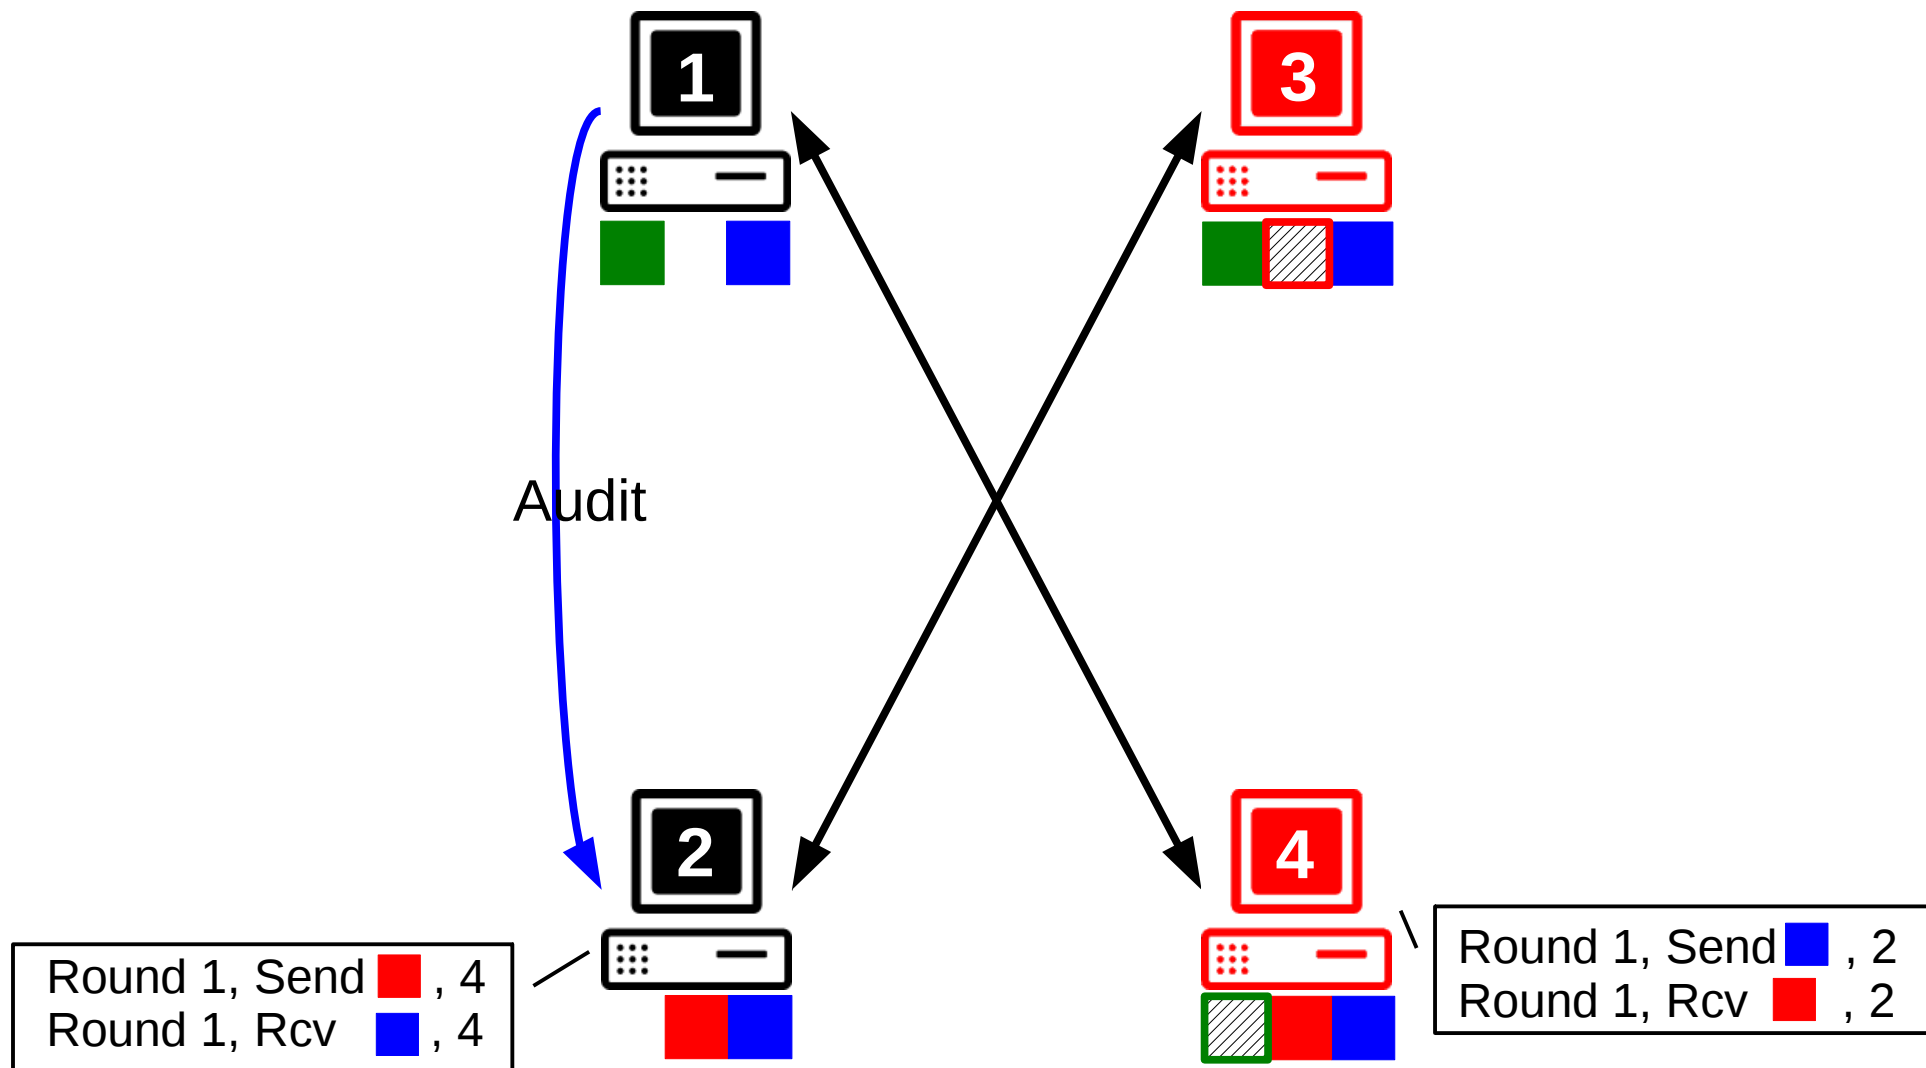 1
3
Audit
2
4
Round 1, Send , 4
Round 1, Rcv , 4
Round 1, Send , 2
Round 1, Rcv , 2